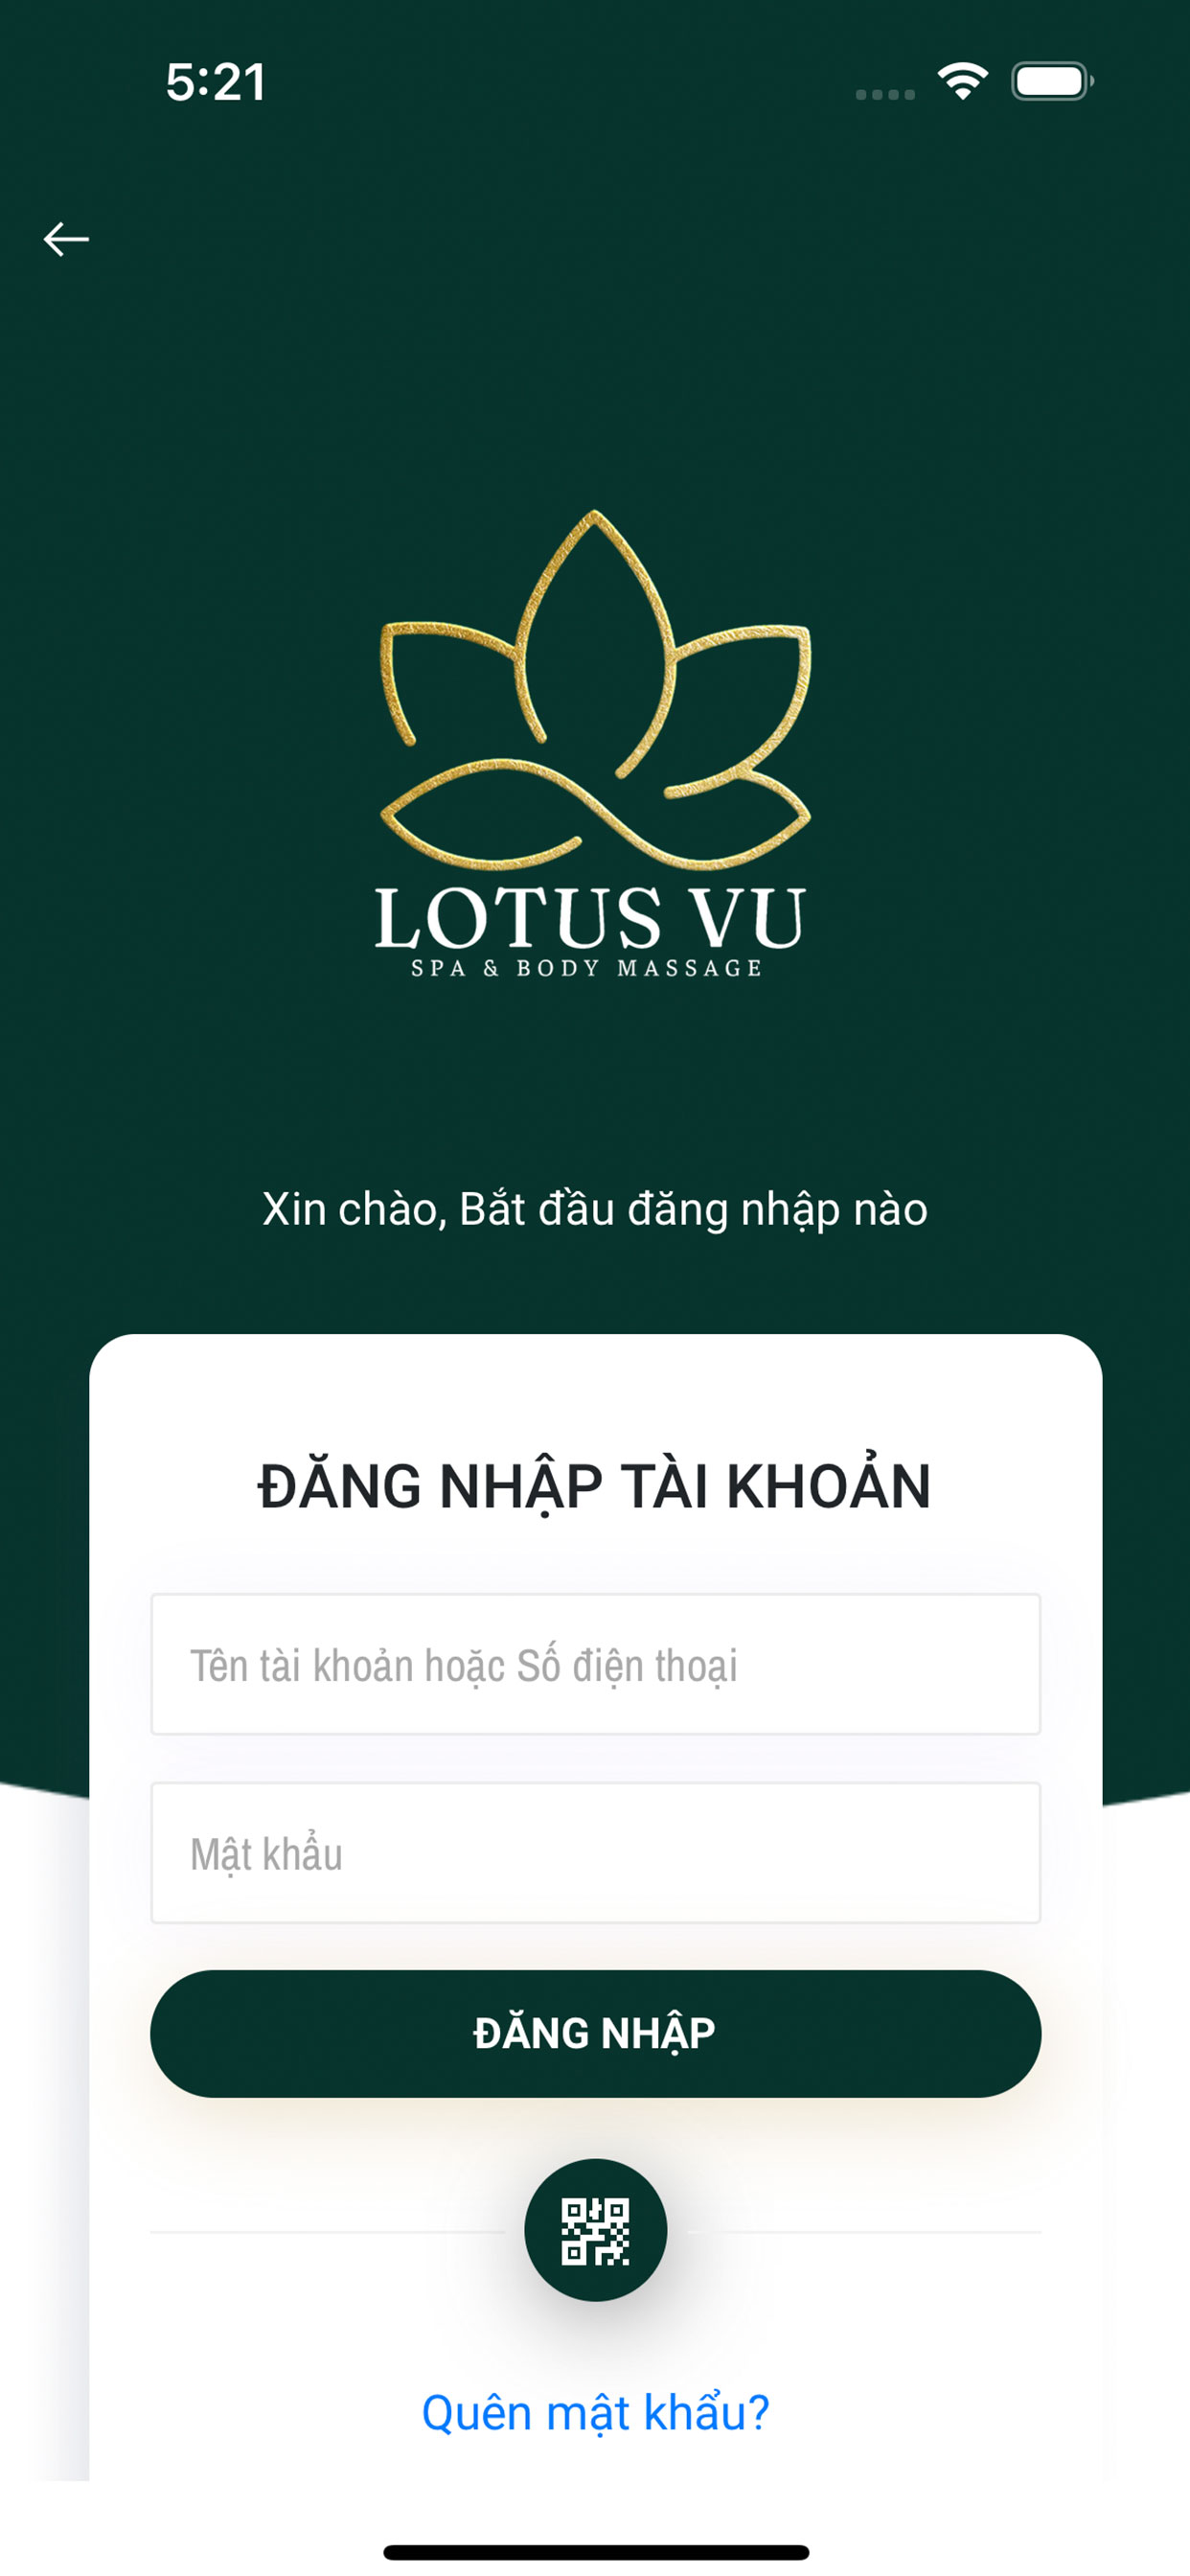 5:21
LOTUS VU
SPA & BODY MASSAGE
Xin chào, Bắt đầu đăng nhập nào
ĐĂNG NHẬP TÀI KHOẢN
Tên tài khoản hoặc Số điện thoại
Mật khẩu
ĐĂNG NHẬP
Quên mật khẩu?